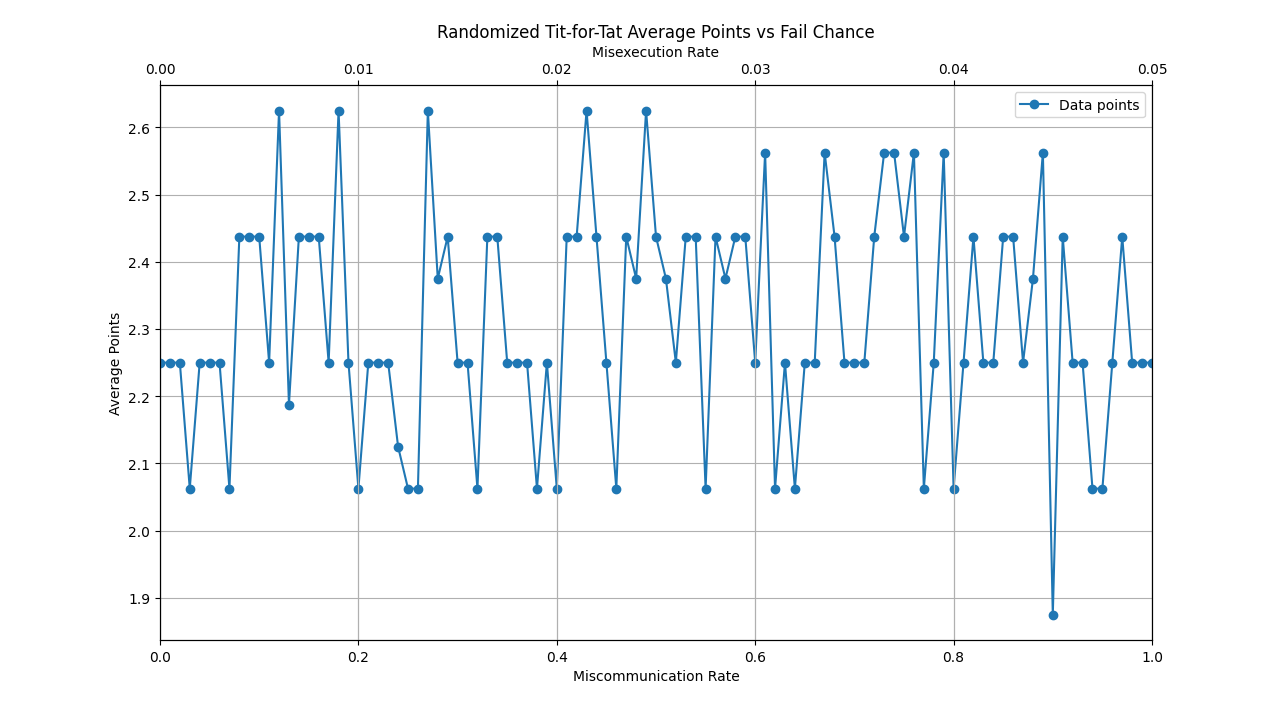 Randomized Tit-for-Tat Average Points vs Fail Chance
Misexecution Rate
0.00 0.01 0.02 0.03 0.04 0.05
Data points
2.6
2.5
2.4
2.3
2.2
2.1
2.0
1.9
Average Points
0.0 0.2 0.4 0.6 0.8 1.0
Miscommunication Rate